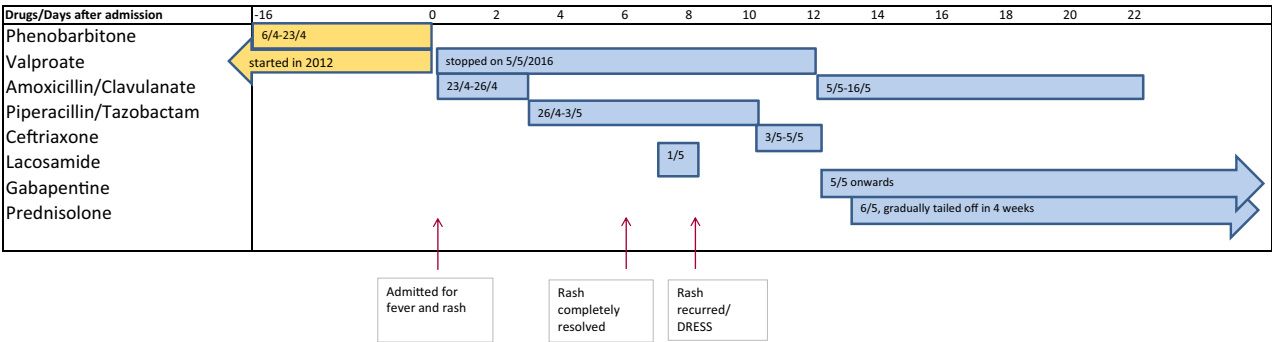 Drugs/Days after admission -16 0 2 4 6 8 10 12 14 16 18 20 22
Phenobarbitone 6/4-23/4
Valproate started in 2012 stopped on 5/5/2016
Amoxicillin/Clavulanate 23/4-26/4 5/5-16/5
Piperacillin/Tazobactam 26/4-3/5
Ceftriaxone 3/5-5/5
Lacosamide 1/5
Gabapentine 5/5 onwards
Prednisolone 6/5, gradually tailed off in 4 weeks
Admitted for
fever and rash
Rash
completely
resolved
Rash
recurred/
DRESS